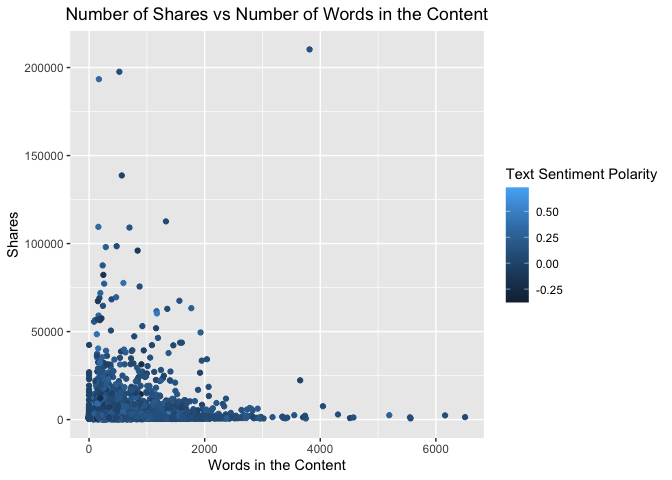 Number of Shares vs Number of Words in the Content
200000
150000
100000
50000
0
Shares
0 2000 4000 6000
Words in the Content
Text Sentiment Polarity
0.50
0.25
0.00
-0.25